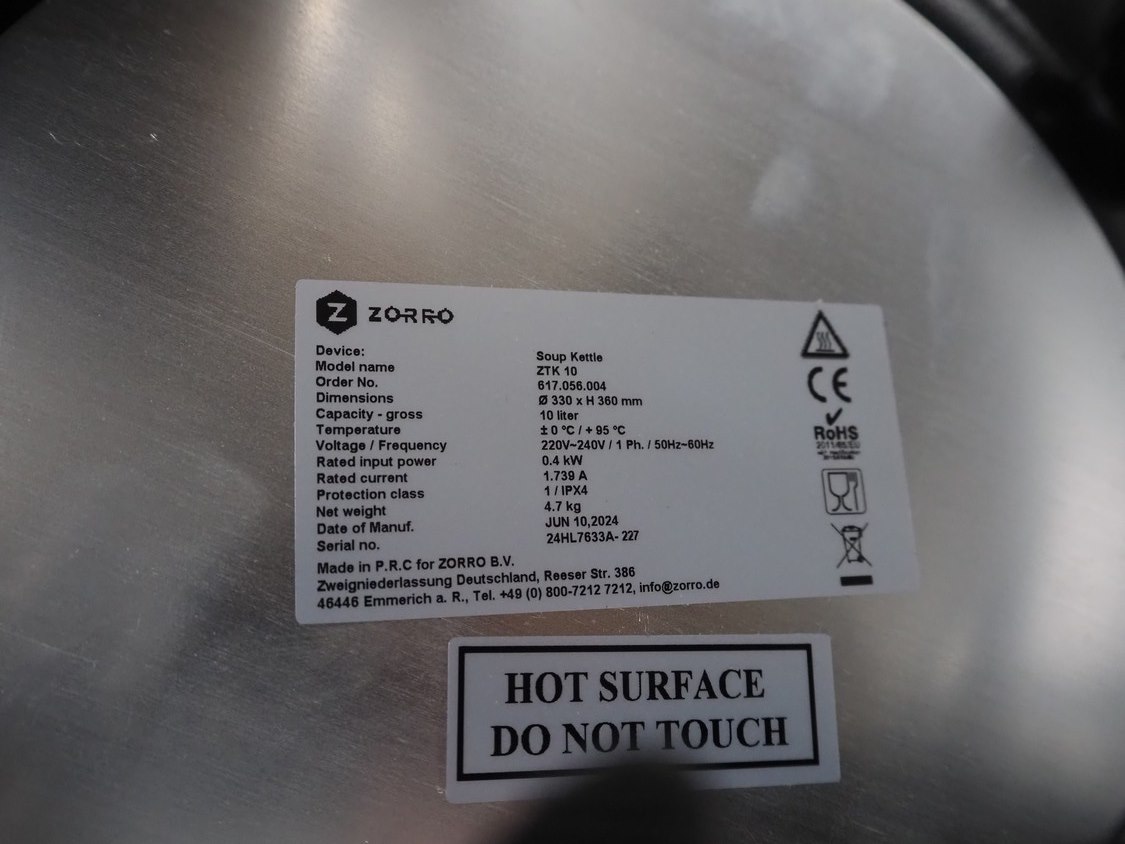 Z ZORRO
Device: Soup Kettle
Model name ZTK 10
Order No. 617.056.004
Dimensions Ø 330 x H 360 mm
Capacity - gross 10 liter
Temperature ± 0 °C / + 95 °C
Voltage / Frequency 220V~240V / 1 Ph. / 50Hz~60Hz
Rated input power 0.4 kW
Rated current 1.739 A
Protection class 1 / IPX4
Net weight 4.7 kg
Date of Manuf. JUN 10,2024
Serial no. 24HL7633A- 227
Made in P.R.C for ZORRO B.V.
Zweigniederlassung Deutschland, Reeser Str. 386
46446 Emmerich a. R., Tel. +49 (0) 800-7212 7212, info@zorro.de
CE
RoHS
2011/65/EU
HOT SURFACE
DO NOT TOUCH